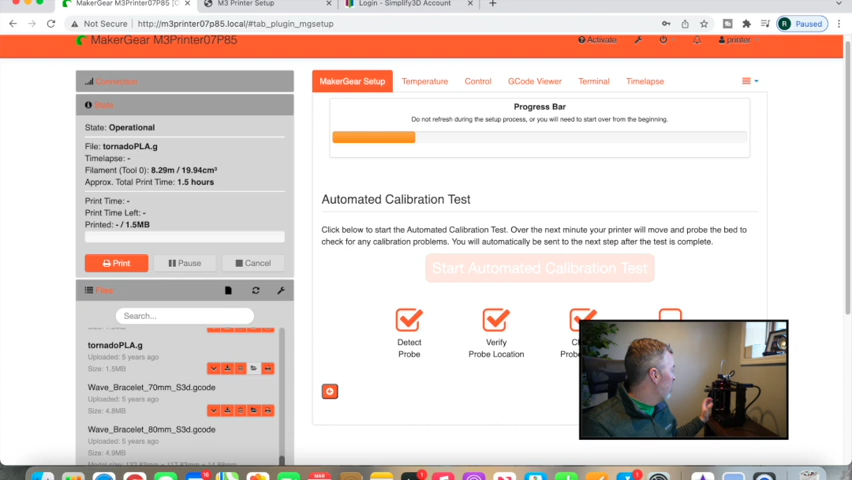 MakerGear M3Printer07P85 [C
M3 Printer Setup
Login - Simplify3D Account
Not Secure
http://m3printer07p85.local/#tab_plugin_mgsetup
R
Paused
MakerGear M3Printer07P85
Activate
printer
Connection
State
State: Operational
File: tornadoPLA.g
Timelapse: -
Filament (Tool 0): 8.29m / 19.94cm³
Approx. Total Print Time: 1.5 hours
Print Time: -
Print Time Left: -
Printed: - / 1.5MB
Print
Pause
Cancel
Files
Search...
tornadoPLA.g
Uploaded: 5 years ago
Size: 1.5MB
Wave_Bracelet_70mm_S3d.gcode
Uploaded: 5 years ago
Size: 4.8MB
Wave_Bracelet_80mm_S3d.gcode
Uploaded: 5 years ago
Size: 4.9MB
MakerGear Setup
Temperature
Control
GCode Viewer
Terminal
Timelapse
Progress Bar
Do not refresh during the setup process, or you will need to start over from the beginning.
Automated Calibration Test
Click below to start the Automated Calibration Test. Over the next minute your printer will move and probe the bed to
check for any calibration problems. You will automatically be sent to the next step after the test is complete.
Start Automated Calibration Test
Detect
Probe
Verify
Probe Location
Probe